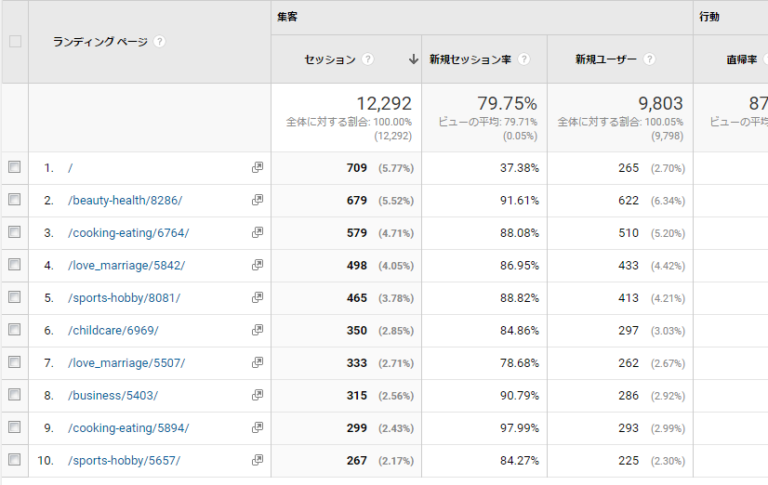 集客
行動
ランディング ページ ?
セッション ? ↓ 新規セッション率 ? 新規ユーザー ? 直帰率
12,292 79.75% 9,803 87
全体に対する割合: 100.00% ビューの平均: 79.71% 全体に対する割合: 100.05% ビューの平
(12,292) (0.05%) (9,798)
1. / 709 (5.77%) 37.38% 265 (2.70%)
2. /beauty-health/8286/ 679 (5.52%) 91.61% 622 (6.34%)
3. /cooking-eating/6764/ 579 (4.71%) 88.08% 510 (5.20%)
4. /love_marriage/5842/ 498 (4.05%) 86.95% 433 (4.42%)
5. /sports-hobby/8081/ 465 (3.78%) 88.82% 413 (4.21%)
6. /childcare/6969/ 350 (2.85%) 84.86% 297 (3.03%)
7. /love_marriage/5507/ 333 (2.71%) 78.68% 262 (2.67%)
8. /business/5403/ 315 (2.56%) 90.79% 286 (2.92%)
9. /cooking-eating/5894/ 299 (2.43%) 97.99% 293 (2.99%)
10. /sports-hobby/5657/ 267 (2.17%) 84.27% 225 (2.30%)